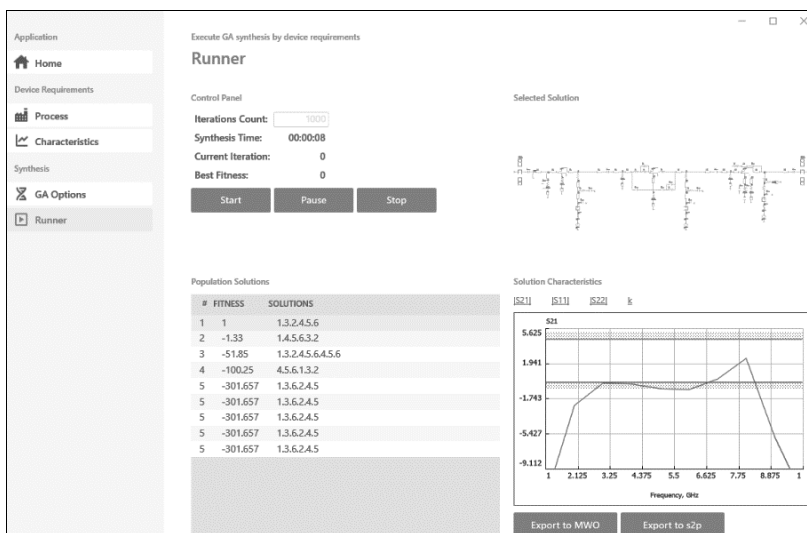 Application
Home
Device Requirements
Process
Characteristics
Synthesis
GA Options
Runner
Execute GA synthesis by device requirements
Runner
Control Panel
Iterations Count: 1000
Synthesis Time: 00:00:08
Current Iteration: 0
Best Fitness: 0
Start Pause Stop
Selected Solution
Population Solutions
# FITNESS SOLUTIONS
1 1 1.3.2.4.5.6
2 -1.33 1.4.5.6.3.2
3 -51.85 1.3.2.4.5.6.4.5.6
4 -100.25 4.5.6.1.3.2
5 -301.657 1.3.6.2.4.5
5 -301.657 1.3.6.2.4.5
5 -301.657 1.3.6.2.4.5
5 -301.657 1.3.6.2.4.5
5 -301.657 1.3.6.2.4.5
Solution Characteristics
|S21| |S11| |S22| k
S21
5.625
1.941
-1.743
-5.427
-9.112
1 2.125 3.25 4.375 5.5 6.625 7.75 8.875 1
Frequency, GHz
Export to MWO Export to s2p